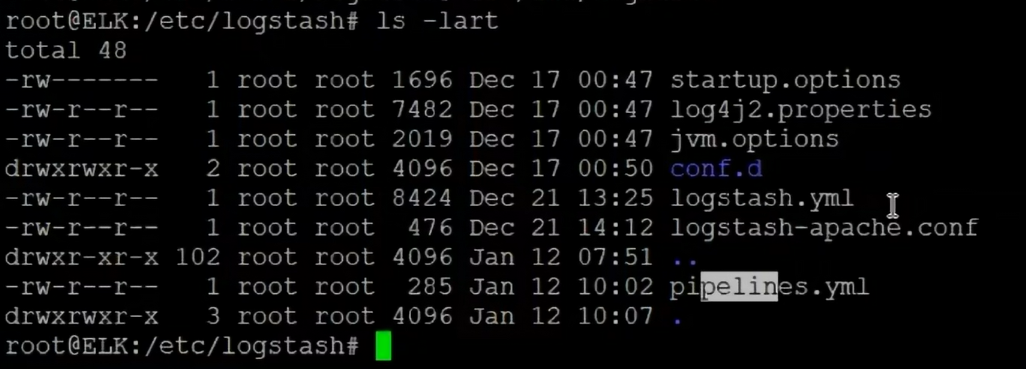 root@ELK:/etc/logstash# ls -lart
total 48
-rw------- 1 root root 1696 Dec 17 00:47 startup.options
-rw-r--r-- 1 root root 7482 Dec 17 00:47 log4j2.properties
-rw-r--r-- 1 root root 2019 Dec 17 00:47 jvm.options
drwxrwxr-x 2 root root 4096 Dec 17 00:50 conf.d
-rw-r--r-- 1 root root 8424 Dec 21 13:25 logstash.yml
-rw-r--r-- 1 root root 476 Dec 21 14:12 logstash-apache.conf
drwxr-xr-x 102 root root 4096 Jan 12 07:51 ..
-rw-r--r-- 1 root root 285 Jan 12 10:02 pipelines.yml
drwxrwxr-x 3 root root 4096 Jan 12 10:07 .
root@ELK:/etc/logstash#